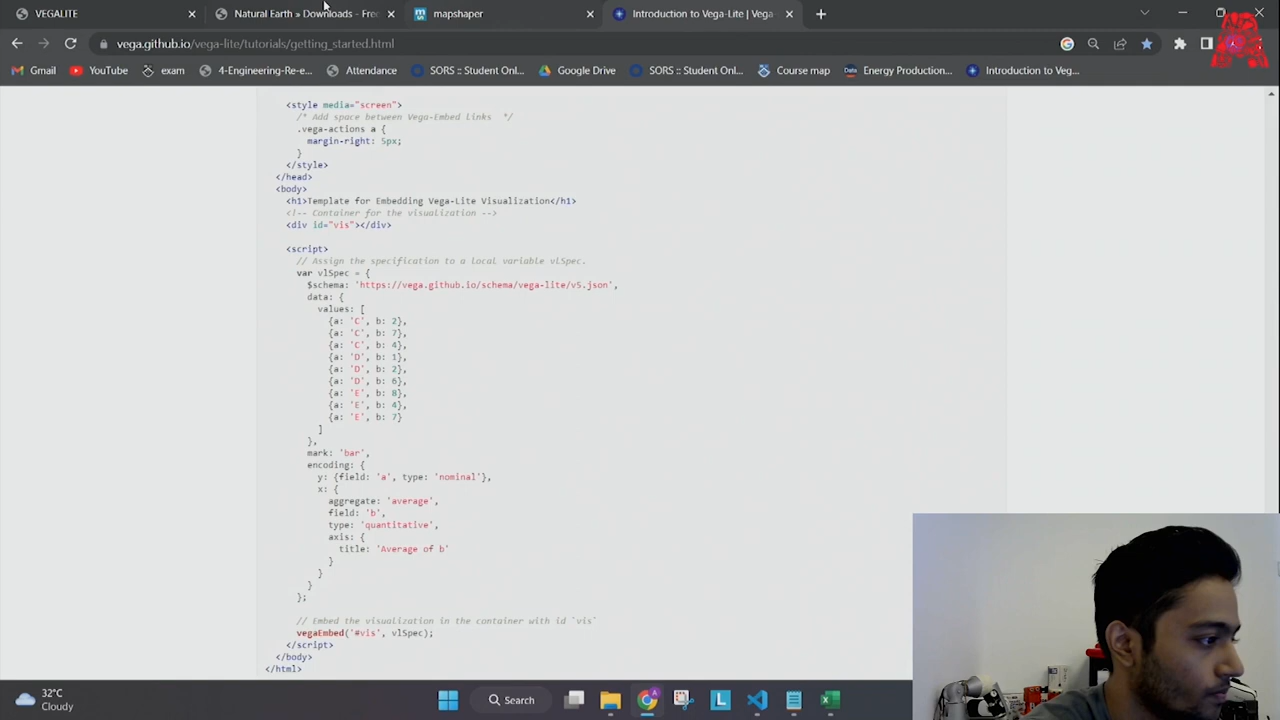 VEGALITE
Natural Earth » Downloads - Free
mapshaper
Introduction to Vega-Lite | Vega-
vega.github.io/vega-lite/tutorials/getting_started.html
Gmail
YouTube
exam
4-Engineering-Re-e...
Attendance
SORS :: Student Onl...
Google Drive
SORS :: Student Onl...
Course map
Energy Production...
Introduction to Veg...
<style media="screen">
/* Add space between Vega-Embed links  */
.vega-actions a {
margin-right: 5px;
}
</style>
</head>
<body>
<h1>Template for Embedding Vega-Lite Visualization</h1>
<!-- Container for the visualization -->
<div id="vis"></div>
<script>
// Assign the specification to a local variable vlSpec.
var vlSpec = {
$schema: 'https://vega.github.io/schema/vega-lite/v5.json',
data: {
values: [
{a: 'C', b: 2},
{a: 'C', b: 7},
{a: 'C', b: 4},
{a: 'D', b: 1},
{a: 'D', b: 2},
{a: 'D', b: 6},
{a: 'E', b: 8},
{a: 'E', b: 4},
{a: 'E', b: 7}
]
},
mark: 'bar',
encoding: {
y: {field: 'a', type: 'nominal'},
x: {
aggregate: 'average',
field: 'b',
type: 'quantitative',
axis: {
title: 'Average of b'
}
}
}
};
// Embed the visualization in the container with id `vis`
vegaEmbed('#vis', vlSpec);
</script>
</body>
</html>
32°C
Cloudy
Search